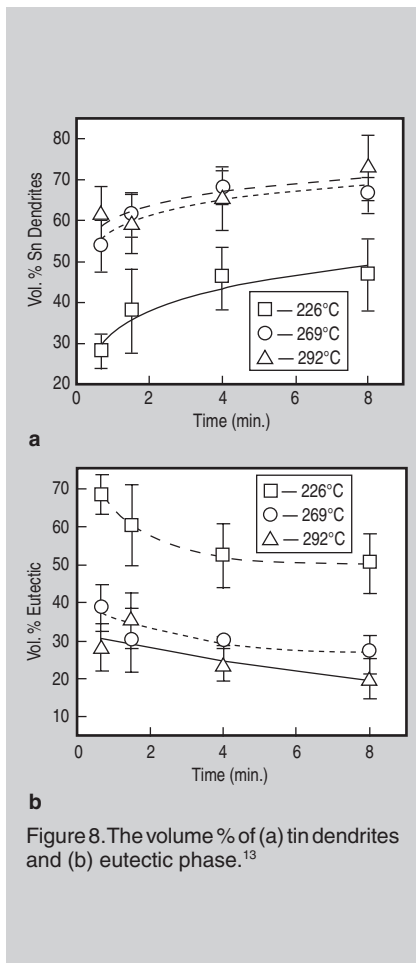 80
70
60
50
40
30
20
Vol. % Sn Dendrites
— 226°C
— 269°C
— 292°C
0
2
4
6
8
Time (min.)
a
70
60
50
40
30
20
10
Vol. % Eutectic
— 226°C
— 269°C
— 292°C
0
2
4
6
8
Time (min.)
b
Figure 8. The volume % of (a) tin dendrites
and (b) eutectic phase.¹³